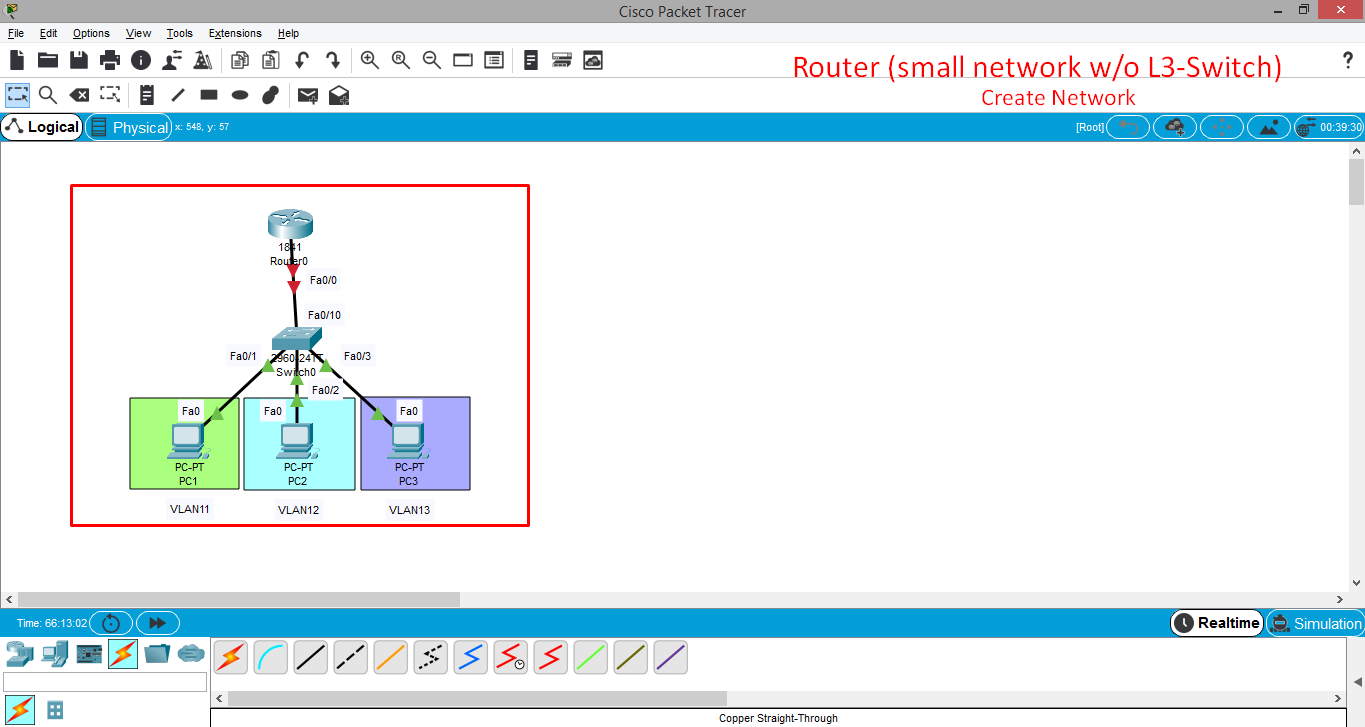 Cisco Packet Tracer
File Edit Options View Tools Extensions Help
Router (small network w/o L3-Switch)
Create Network
?
Logical
Physical
x: 548, y: 57
[Root]
00:39:30
1841
Router0
Fa0/0
Fa0/10
Fa0/1
2960-24TT
Fa0/3
Switch0
Fa0/2
Fa0
Fa0
Fa0
PC-PT
PC-PT
PC-PT
PC1
PC2
PC3
VLAN11
VLAN12
VLAN13
Time: 66:13:02
Realtime
Simulation
Copper Straight-Through